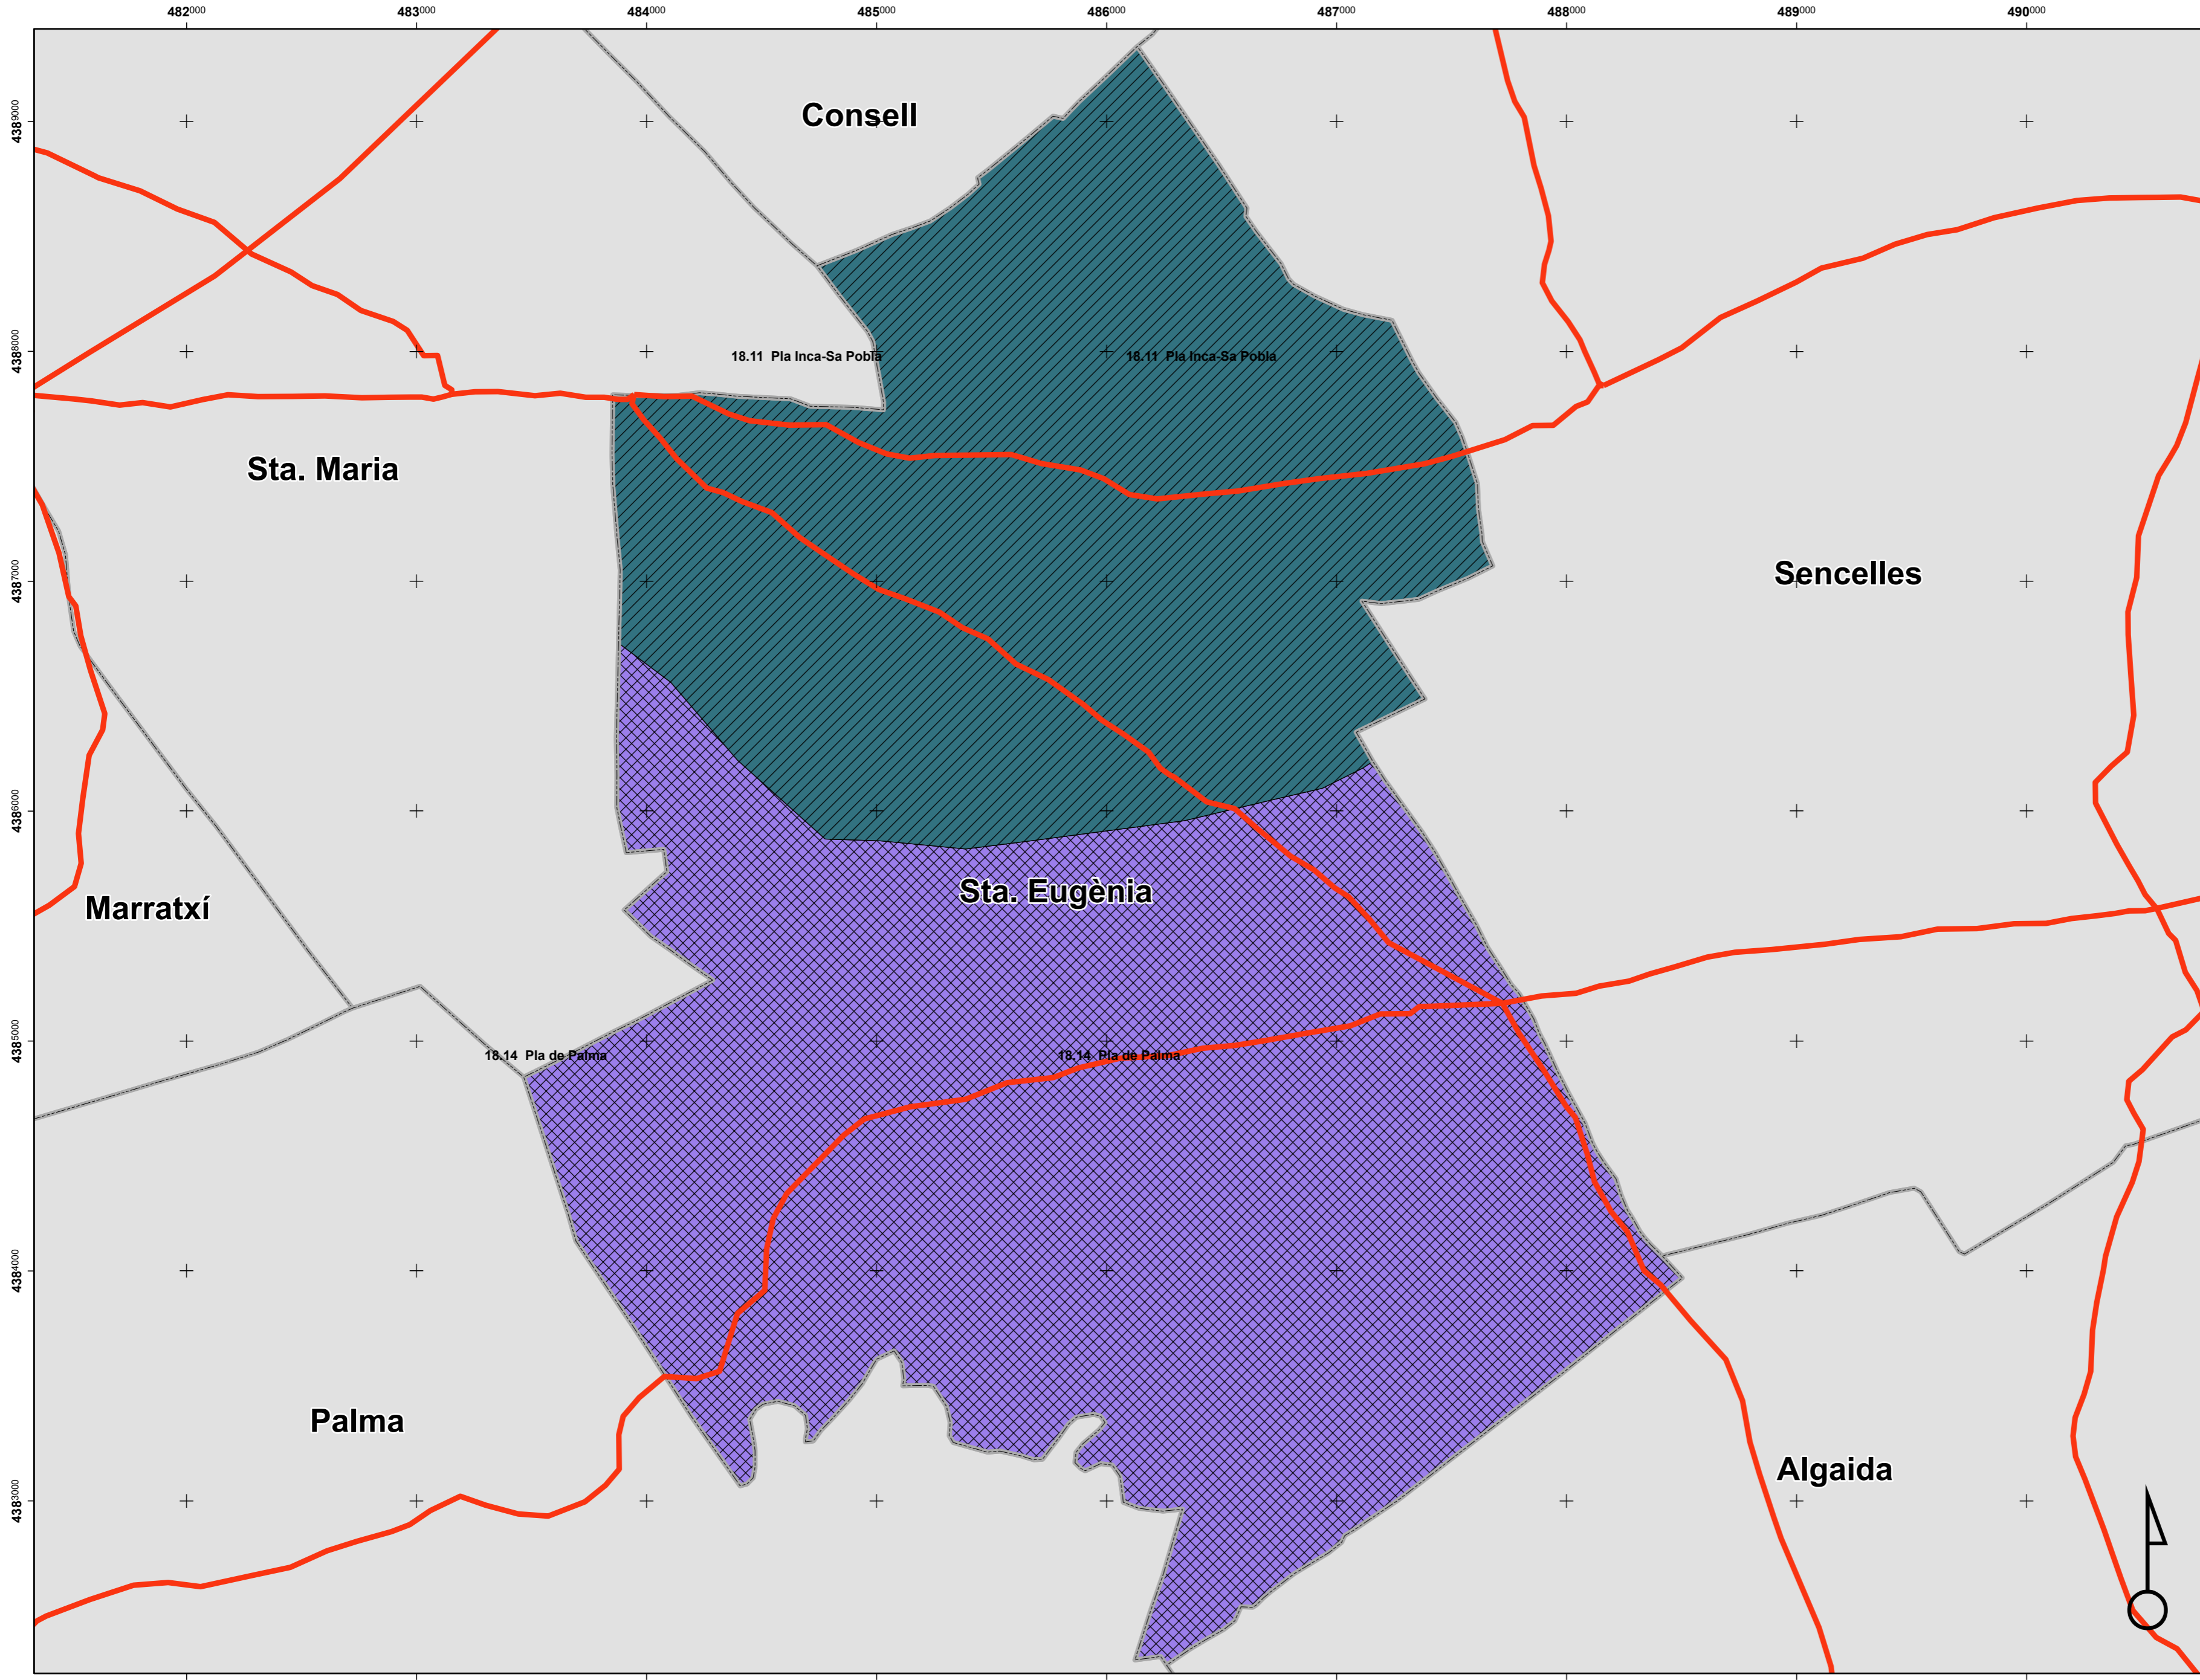 482000 483000 484000 485000 486000 487000 488000 489000 490000
4389000
Consell
4388000
18.11 Pla Inca-Sa Pobla 18.11 Pla Inca-Sa Pobla
Sta. Maria
4387000
Sencelles
4386000
Sta. Eugènia
Marratxí
4385000
18.14 Pla de Palma 18.14 Pla de Palma
4384000
Palma
Algaida
4383000